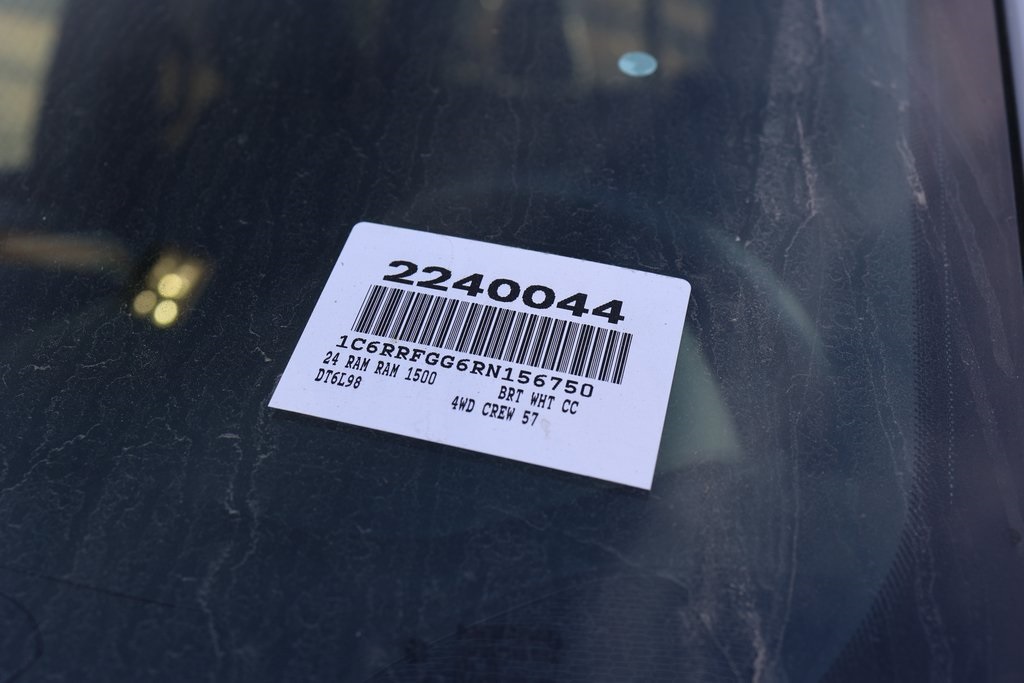 2240044
1C6RRFGG6RN156750
24 RAM RAM 1500 BRT WHT CC
DT6L98 4WD CREW 57